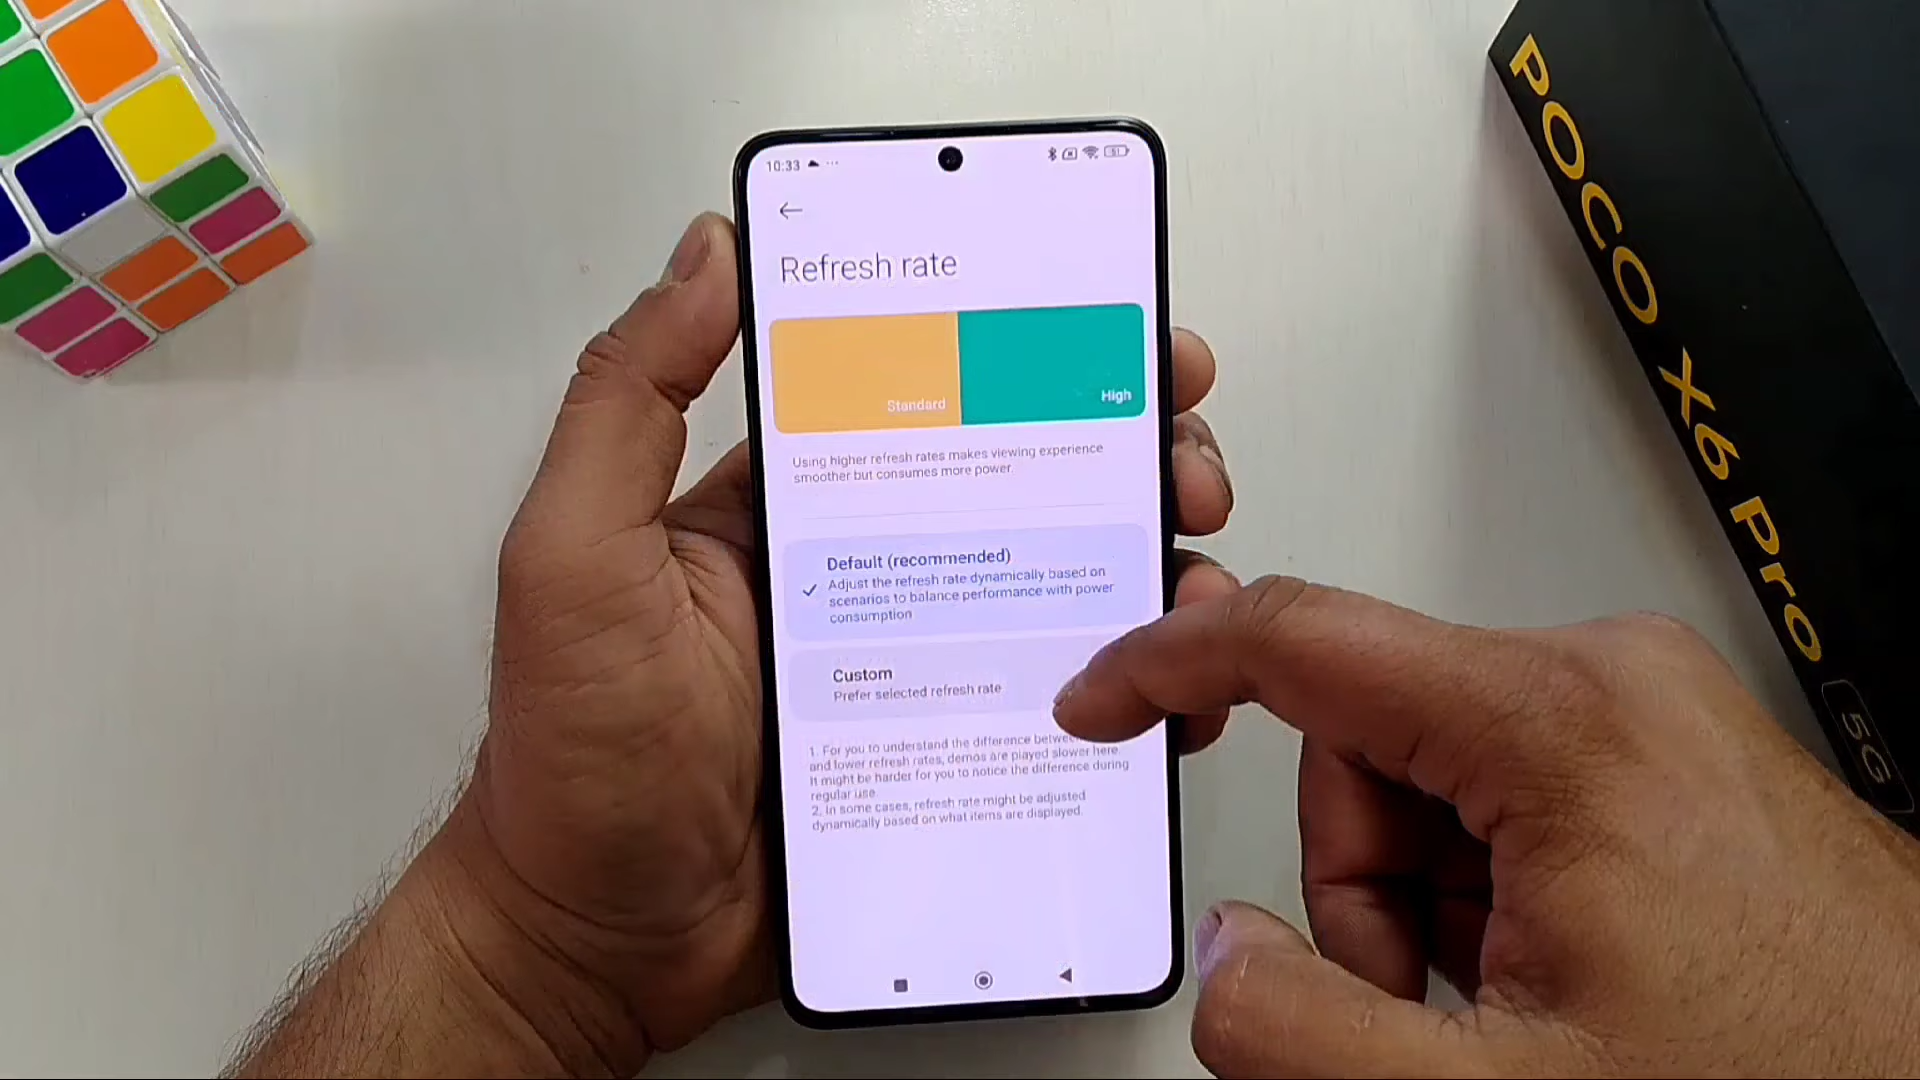 10:33
51
Refresh rate
Standard
High
Using higher refresh rates makes viewing experience
smoother but consumes more power.
Default (recommended)
Adjust the refresh rate dynamically based on
scenarios to balance performance with power
consumption
Custom
Prefer selected refresh rate
1. For you to understand the difference
and lower refresh rates, demos are played slower here.
It might be harder for you to notice the difference during
regular use.
2. In some cases, refresh rate might be adjusted
dynamically based on what items are displayed.
POCO X6 Pro
5G